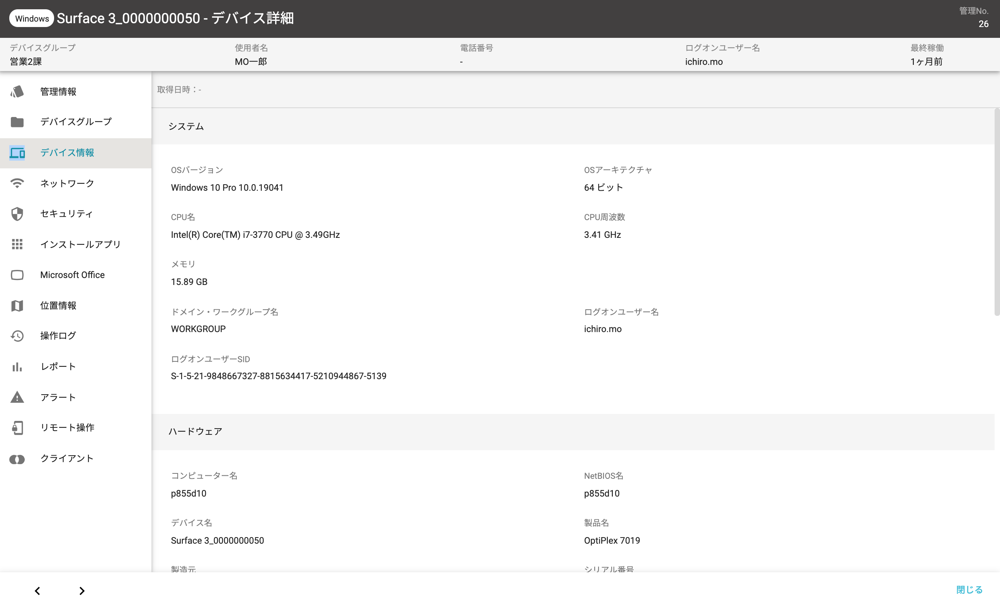 Windows Surface 3_0000000050 - デバイス詳細
管理No.
26
デバイスグループ
営業2課
使用者名
MO一郎
電話番号
-
ログオンユーザー名
ichiro.mo
最終稼働
1ヶ月前
管理情報
デバイスグループ
デバイス情報
ネットワーク
セキュリティ
インストールアプリ
Microsoft Office
位置情報
操作ログ
レポート
アラート
リモート操作
クライアント
取得日時：-
システム
OSバージョン
Windows 10 Pro 10.0.19041
OSアーキテクチャ
64 ビット
CPU名
Intel(R) Core(TM) i7-3770 CPU @ 3.49GHz
CPU周波数
3.41 GHz
メモリ
15.89 GB
ドメイン・ワークグループ名
WORKGROUP
ログオンユーザー名
ichiro.mo
ログオンユーザーSID
S-1-5-21-9848667327-8815634417-5210944867-5139
ハードウェア
コンピューター名
p855d10
NetBIOS名
p855d10
デバイス名
Surface 3_0000000050
製品名
OptiPlex 7019
製造元
シリアル番号
閉じる